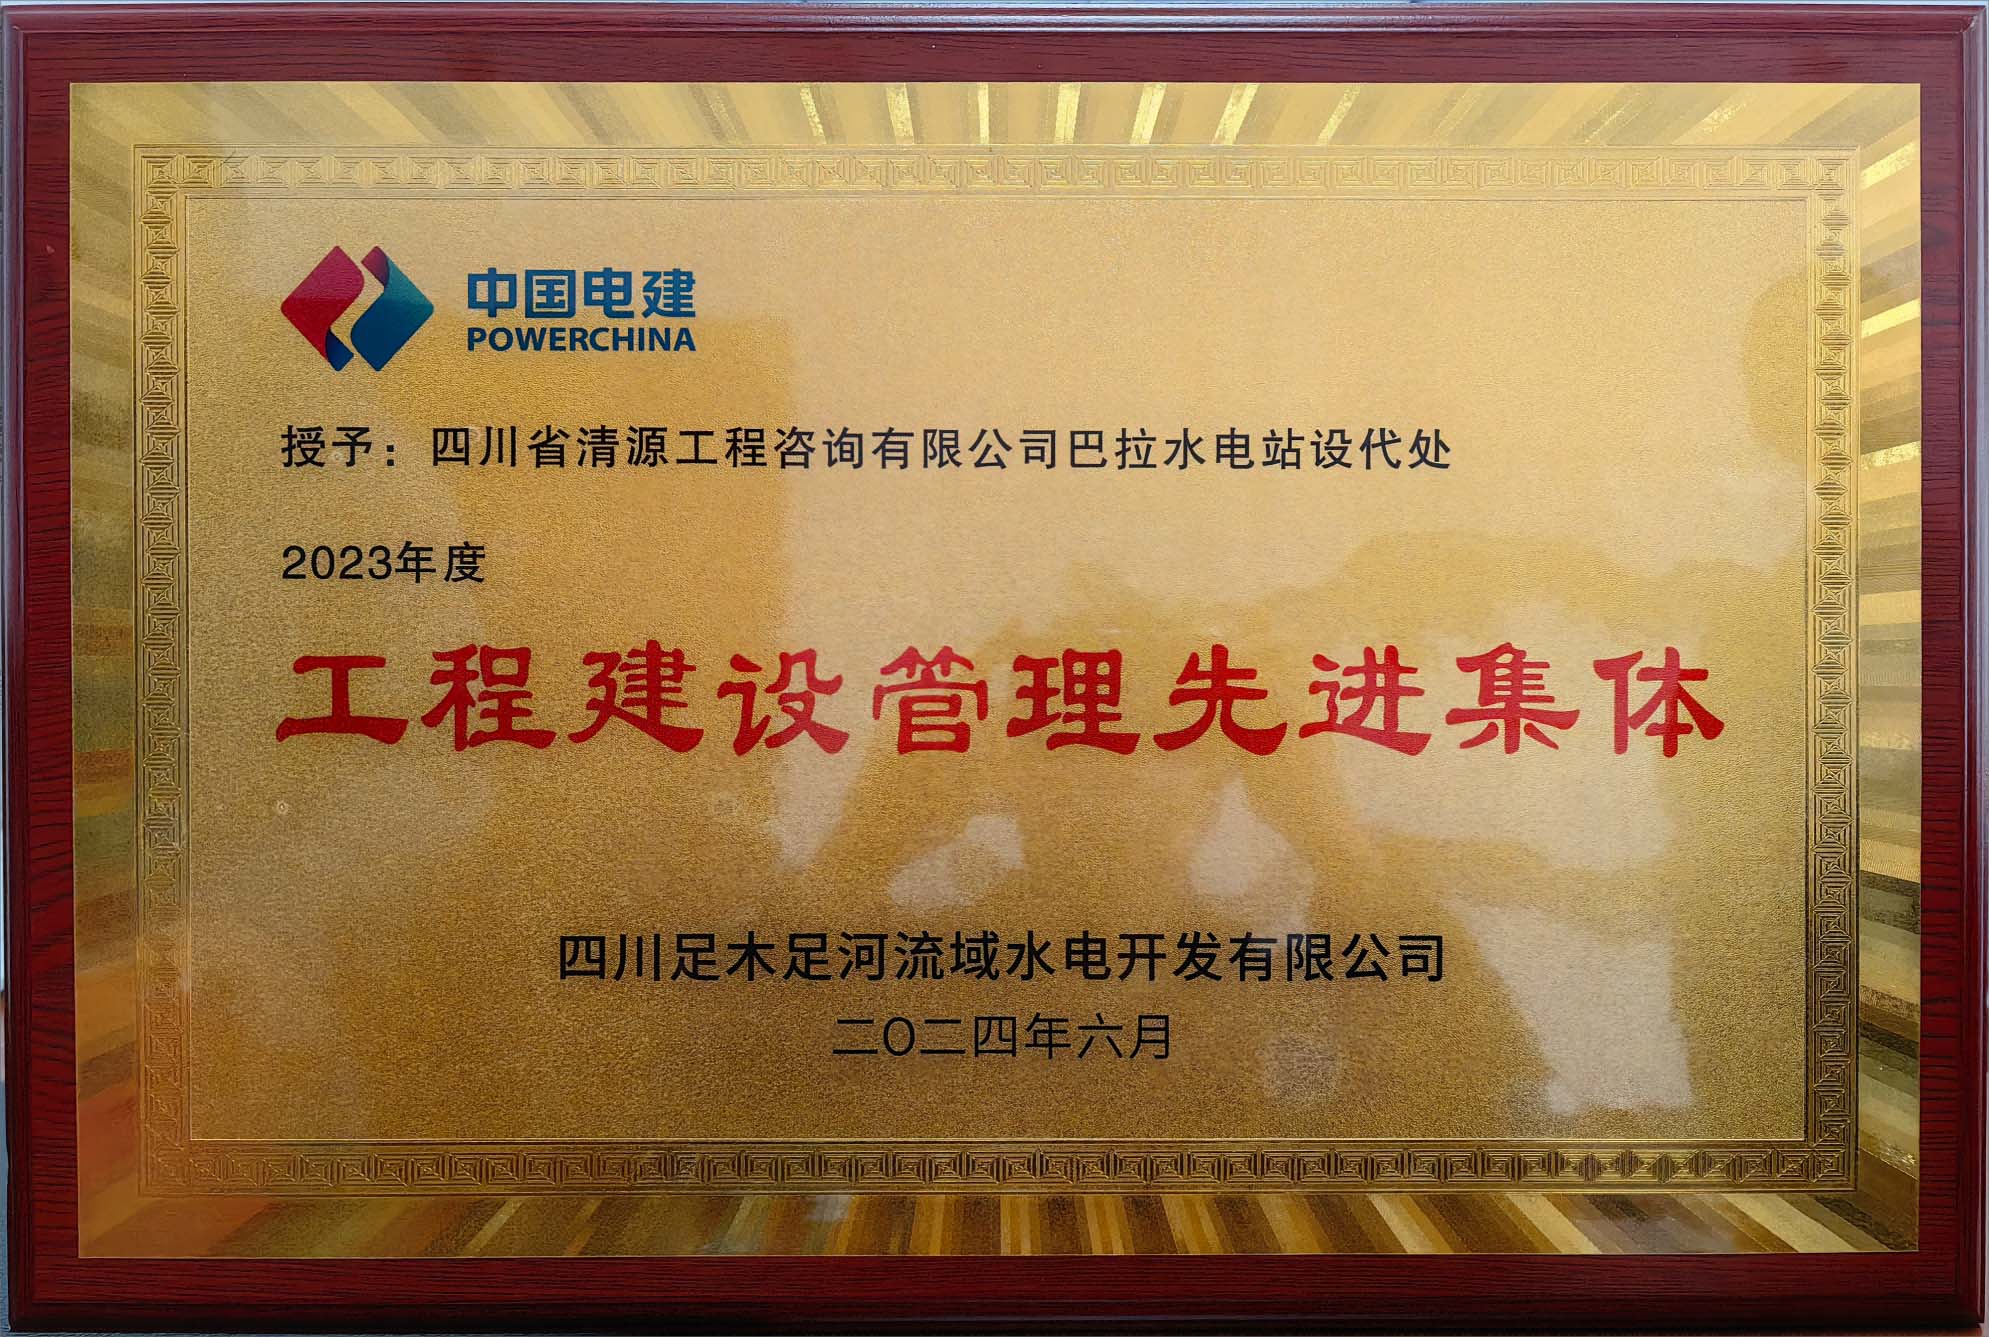 中国电建
POWERCHINA
授予：四川省清源工程咨询有限公司巴拉水电站设代处
2023年度
工程建设管理先进集体
四川足木足河流域水电开发有限公司
二〇二四年六月